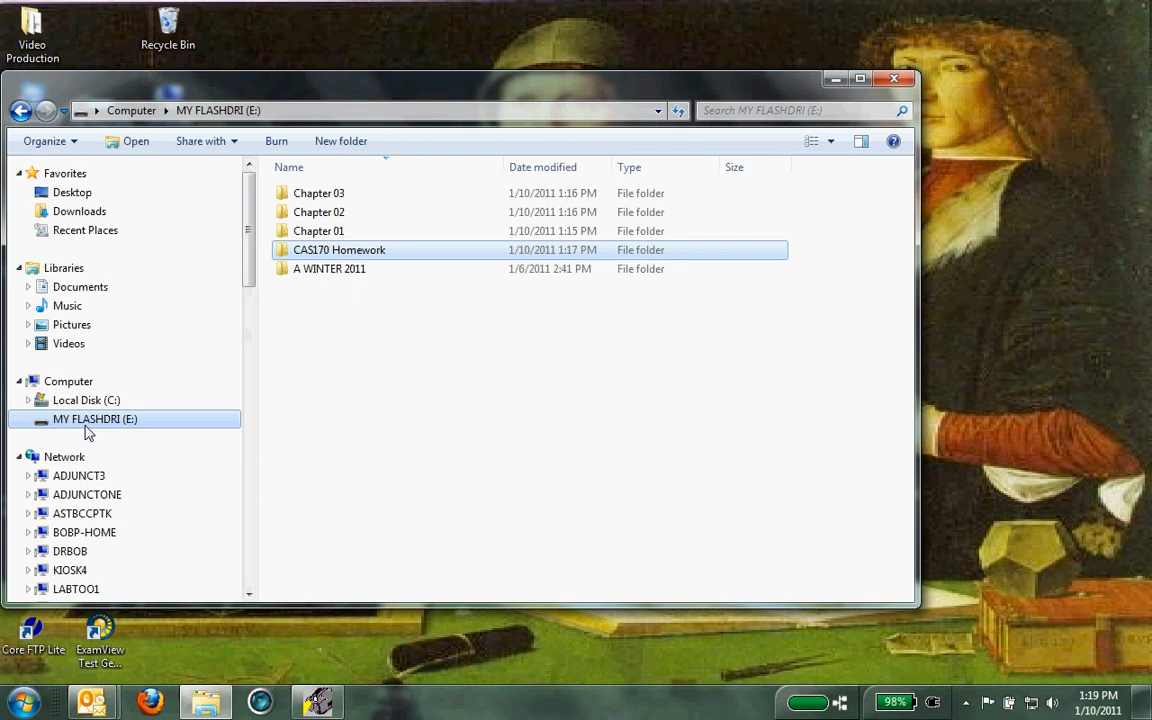 Video
Production
Recycle Bin
Computer MY FLASHDRI (E:)
Search MY FLASHDRI (E:)
Organize Open Share with Burn New folder
Favorites
Desktop
Downloads
Recent Places
Libraries
Documents
Music
Pictures
Videos
Computer
Local Disk (C:)
MY FLASHDRI (E:)
Network
ADJUNCT3
ADJUNCTONE
ASTBCCPTK
BOBP-HOME
DRBOB
KIOSK4
LABTOO1
Name Date modified Type Size
Chapter 03 1/10/2011 1:16 PM File folder
Chapter 02 1/10/2011 1:16 PM File folder
Chapter 01 1/10/2011 1:15 PM File folder
CAS170 Homework 1/10/2011 1:17 PM File folder
A WINTER 2011 1/6/2011 2:41 PM File folder
Core FTP Lite
ExamView
Test Ge...
98%
1:19 PM
1/10/2011